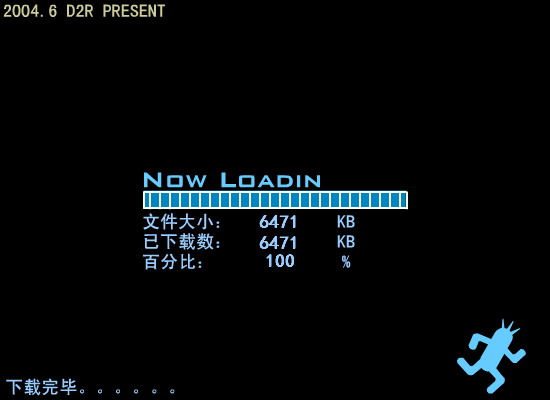 2004.6 D2R PRESENT
Now Loadin
文件大小： 6471 KB
已下载数： 6471 KB
百分比： 100 %
下载完毕。。。。。。